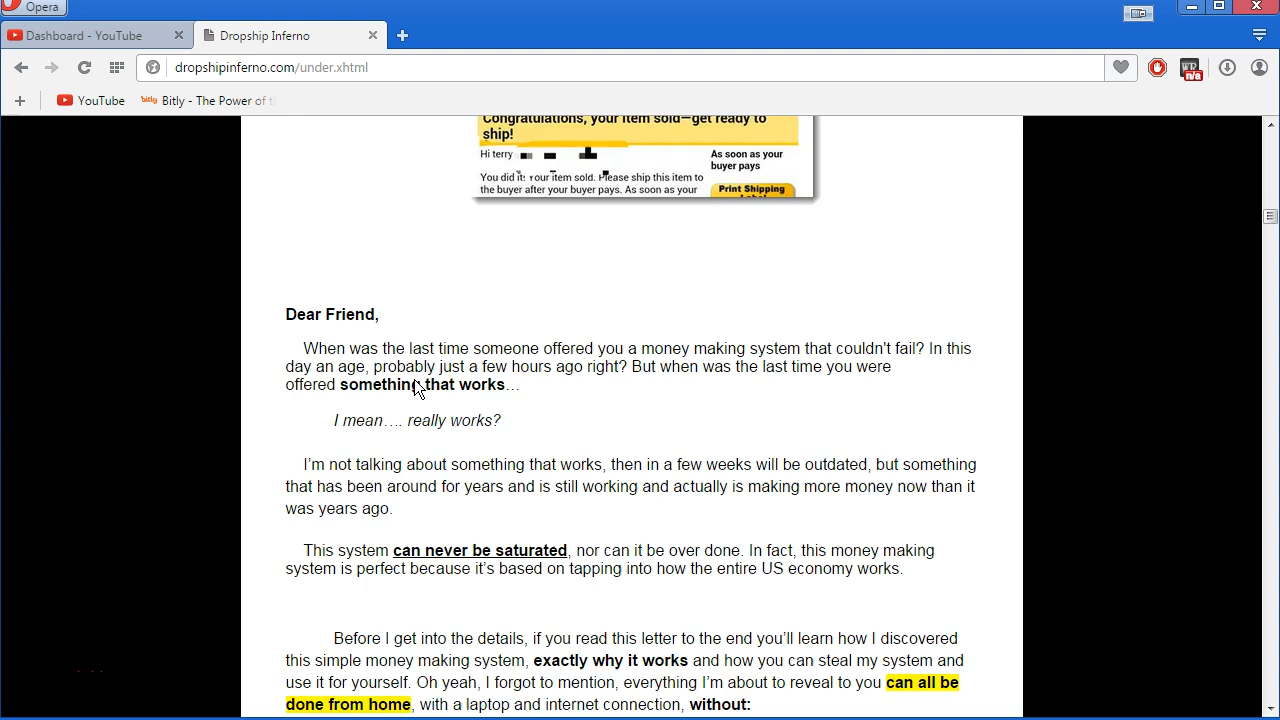 Opera
Dashboard - YouTube
Dropship Inferno
dropshipinferno.com/under.xhtml
n/a
YouTube
bitly Bitly - The Power of t
Congratulations, your item sold—get ready to
ship!
Hi terry
As soon as your
buyer pays
You did it! Your item sold. Please ship this item to
the buyer after your buyer pays. As soon as your
Print Shipping
Label
Dear Friend,
When was the last time someone offered you a money making system that couldn't fail? In this
day an age, probably just a few hours ago right? But when was the last time you were
offered something that works…
I mean…. really works?
I'm not talking about something that works, then in a few weeks will be outdated, but something
that has been around for years and is still working and actually is making more money now than it
was years ago.
This system can never be saturated, nor can it be over done. In fact, this money making
system is perfect because it's based on tapping into how the entire US economy works.
Before I get into the details, if you read this letter to the end you'll learn how I discovered
this simple money making system, exactly why it works and how you can steal my system and
use it for yourself. Oh yeah, I forgot to mention, everything I'm about to reveal to you can all be
done from home, with a laptop and internet connection, without: